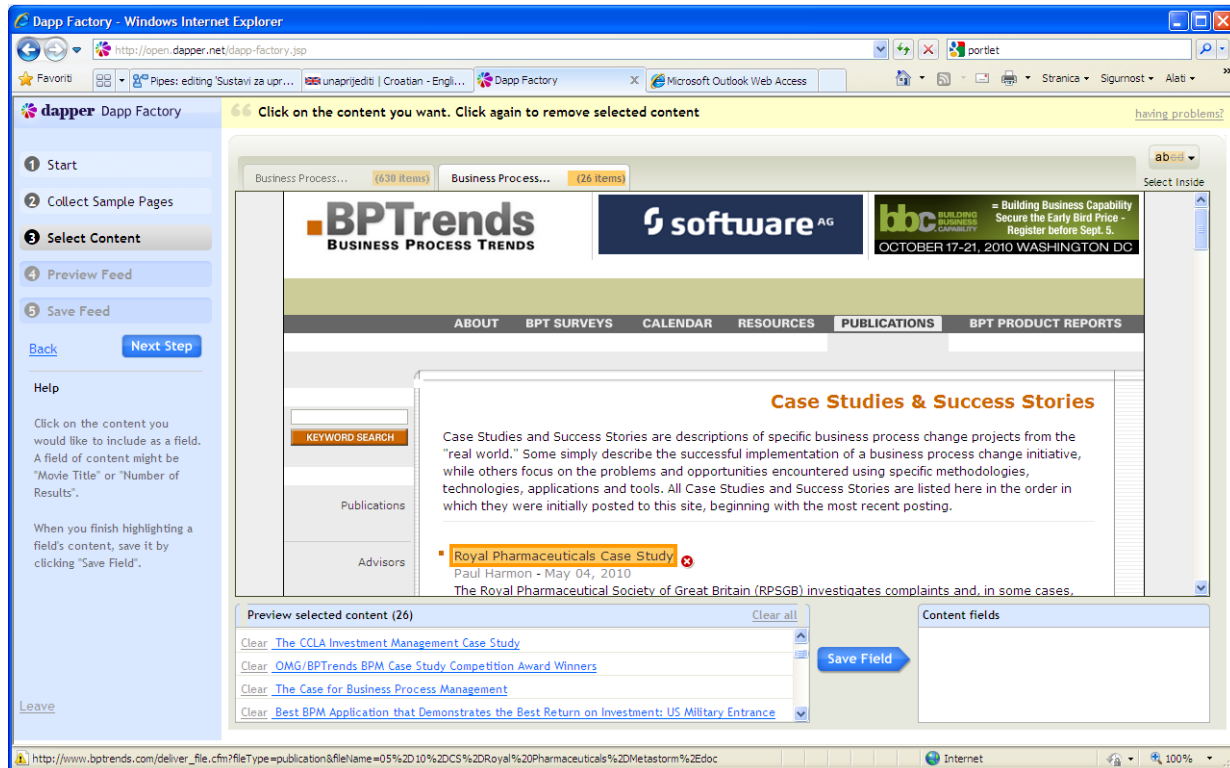 Dapp Factory - Windows Internet Explorer
http://open.dapper.net/dapp-factory.jsp
portlet
Favoriti
Pipes: editing 'Sustavi za upr...
unaprijediti (Croatian - Engli...
Dapp Factory
X
Microsoft Outlook Web Access
Stranica
Sigurnost
Alati
»
dapper Dapp Factory
Click on the content you want. Click again to remove selected content
having problems?
1 Start
2 Collect Sample Pages
3 Select Content
4 Preview Feed
5 Save Feed
Back
Next Step
Help
Click on the content you
would like to include as a field.
A field of content might be
"Movie Title" or "Number of
Results".
When you finish highlighting a
field's content, save it by
clicking "Save Field".
Leave
Business Process... (630 items)
Business Process... (26 items)
abcd
Select Inside
BPTrends
BUSINESS PROCESS TRENDS
software AG
bbc BUILDING BUSINESS CAPABILITY
= Building Business Capability
Secure the Early Bird Price -
Register before Sept. 5.
OCTOBER 17-21, 2010 WASHINGTON DC
ABOUT BPT SURVEYS CALENDAR RESOURCES PUBLICATIONS BPT PRODUCT REPORTS
KEYWORD SEARCH
Publications
Advisors
Case Studies & Success Stories
Case Studies and Success Stories are descriptions of specific business process change projects from the
"real world." Some simply describe the successful implementation of a business process change initiative,
while others focus on the problems and opportunities encountered using specific methodologies,
technologies, applications and tools. All Case Studies and Success Stories are listed here in the order in
which they were initially posted to this site, beginning with the most recent posting.
Royal Pharmaceuticals Case Study
Paul Harmon - May 04, 2010
The Royal Pharmaceutical Society of Great Britain (RPSGB) investigates complaints and, in some cases,
Preview selected content (26)
Clear all
Clear The CCLA Investment Management Case Study
Clear OMG/BPTrends BPM Case Study Competition Award Winners
Clear The Case for Business Process Management
Clear Best BPM Application that Demonstrates the Best Return on Investment: US Military Entrance
Save Field
Content fields
http://www.bptrends.com/deliver_file.cfm?fileType=publication&fileName=05%2D10%2DCS%2DRoyal%20Pharmaceuticals%2DMetastorm%2Edoc
Internet
100%